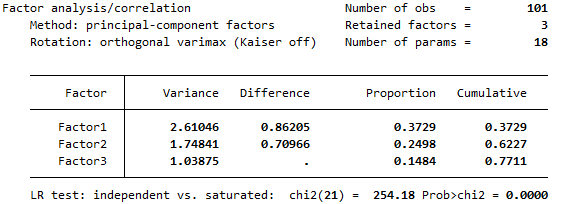 Factor analysis/correlation Number of obs = 101
Method: principal-component factors Retained factors = 3
Rotation: orthogonal varimax (Kaiser off) Number of params = 18
Factor Variance Difference Proportion Cumulative
Factor1 2.61046 0.86205 0.3729 0.3729
Factor2 1.74841 0.70966 0.2498 0.6227
Factor3 1.03875 . 0.1484 0.7711
LR test: independent vs. saturated: chi2(21) = 254.18 Prob>chi2 = 0.0000